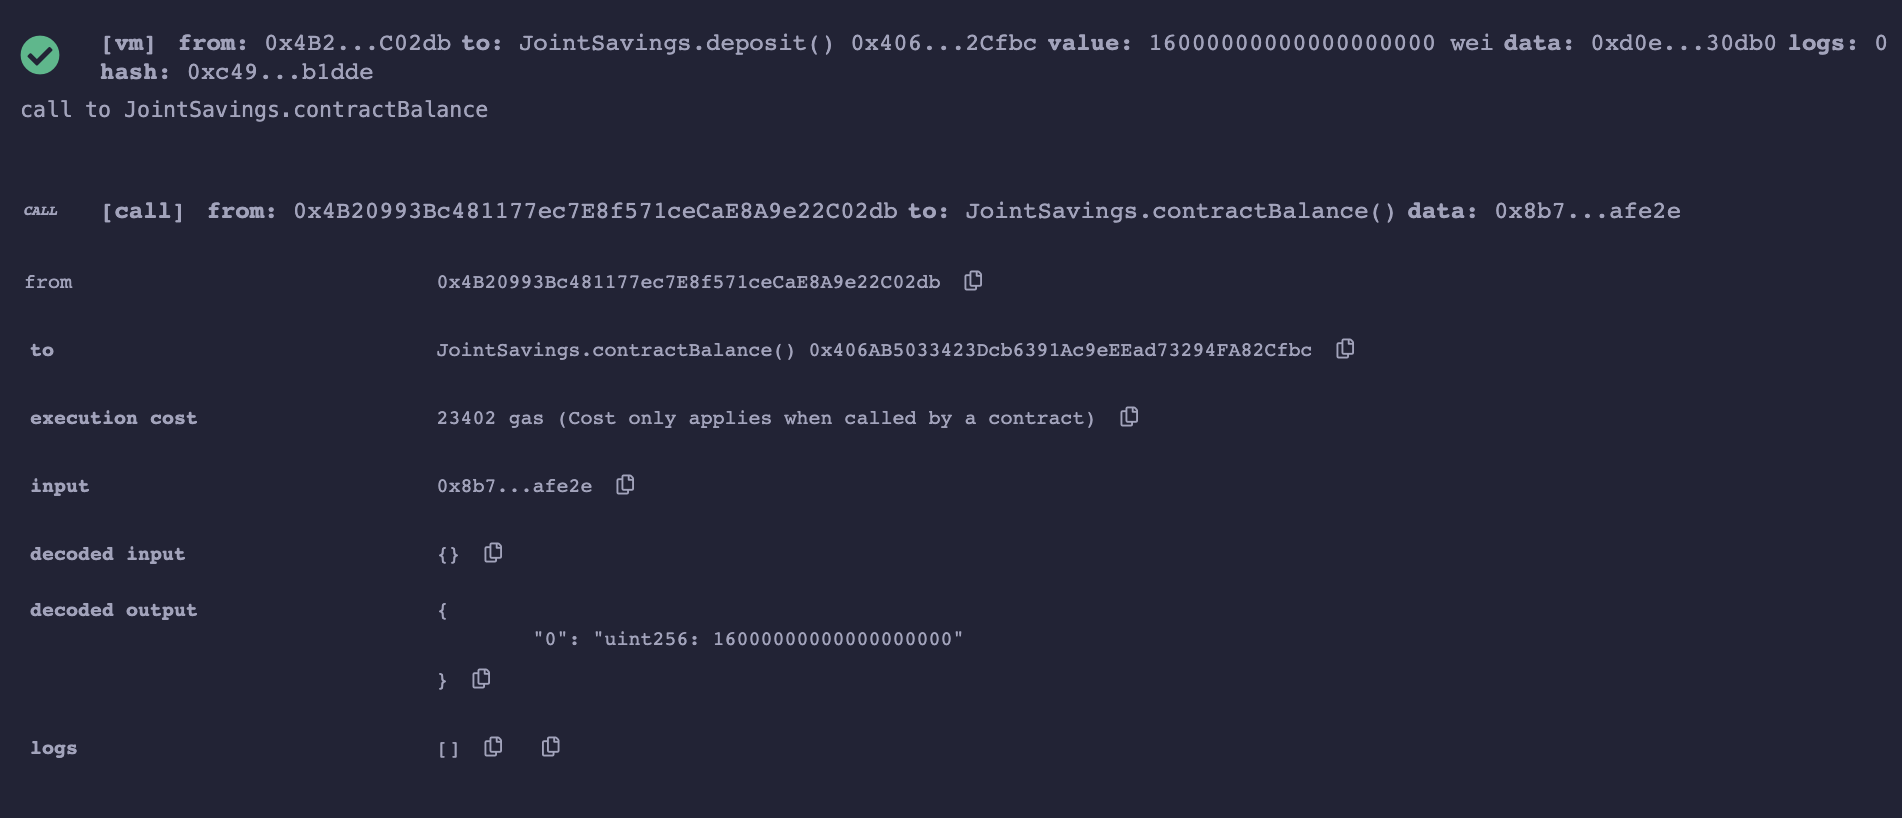 [vm] from: 0x4B2...C02db to: JointSavings.deposit() 0x406...2Cfbc value: 16000000000000000000 wei data: 0xd0e...30db0 logs: 0
hash: 0xc49...b1dde
call to JointSavings.contractBalance
CALL [call] from: 0x4B20993Bc481177ec7E8f571ceCaE8A9e22C02db to: JointSavings.contractBalance() data: 0x8b7...afe2e
from 0x4B20993Bc481177ec7E8f571ceCaE8A9e22C02db
to JointSavings.contractBalance() 0x406AB5033423Dcb6391Ac9eEEad73294FA82Cfbc
execution cost 23402 gas (Cost only applies when called by a contract)
input 0x8b7...afe2e
decoded input {}
decoded output {
"0": "uint256: 16000000000000000000"
}
logs []